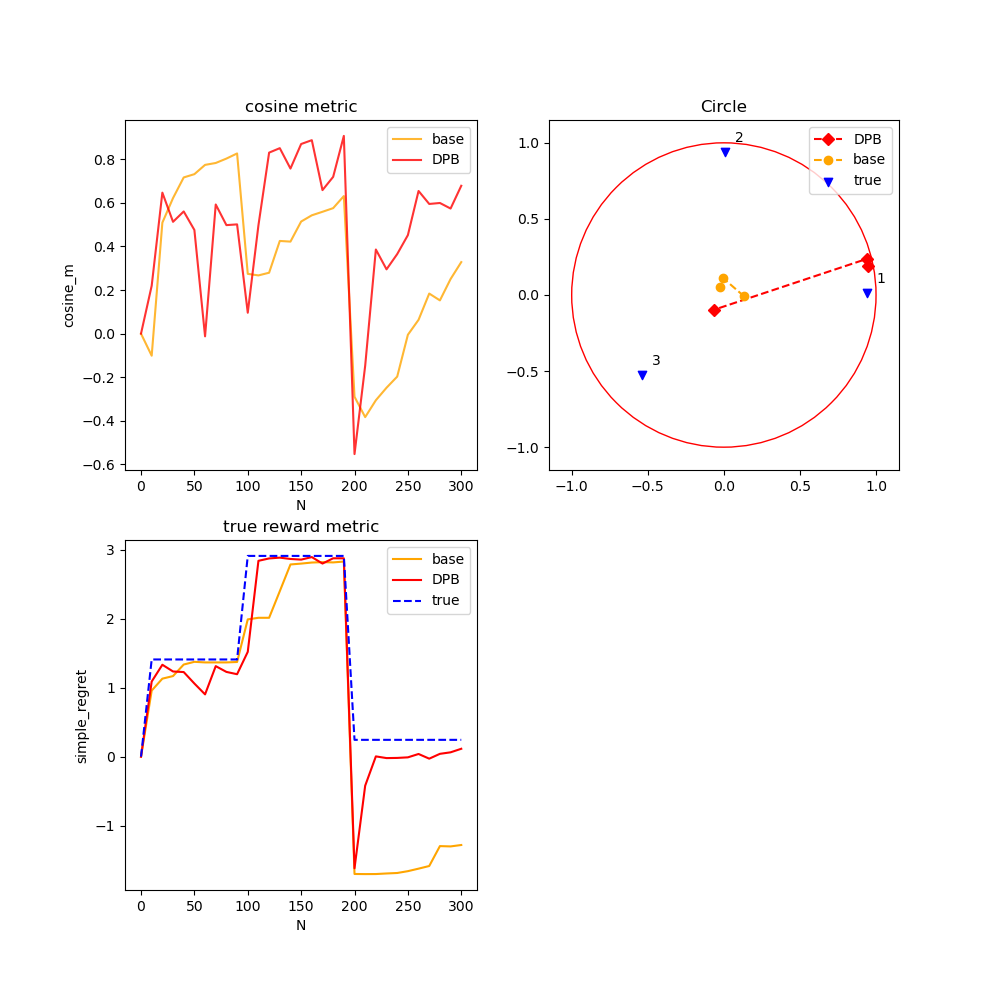 cosine metric
cosine_m
0.8
0.6
0.4
0.2
0.0
−0.2
−0.4
−0.6
0 50 100 150 200 250 300
N
base
DPB
Circle
1.0
0.5
0.0
−0.5
−1.0
−1.0 −0.5 0.0 0.5 1.0
DPB
base
true
2
1
3
true reward metric
simple_regret
3
2
1
0
−1
0 50 100 150 200 250 300
N
base
DPB
true